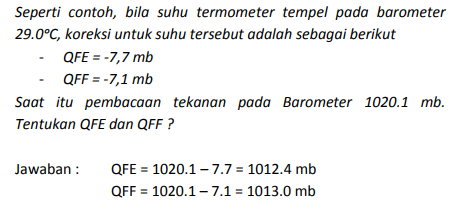 Seperti contoh, bila suhu termometer tempel pada barometer
29.0ºC, koreksi untuk suhu tersebut adalah sebagai berikut
- QFE = -7,7 mb
- QFF = -7,1 mb
Saat itu pembacaan tekanan pada Barometer 1020.1 mb.
Tentukan QFE dan QFF ?
Jawaban : QFE = 1020.1 – 7.7 = 1012.4 mb
QFF = 1020.1 – 7.1 = 1013.0 mb